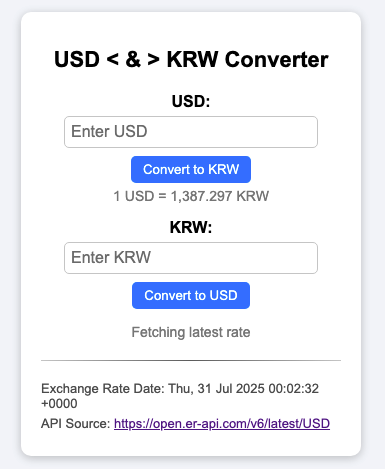 USD < & > KRW Converter
USD:
Enter USD
Convert to KRW
1 USD = 1,387.297 KRW
KRW:
Enter KRW
Convert to USD
Fetching latest rate
Exchange Rate Date: Thu, 31 Jul 2025 00:02:32
+0000
API Source: https://open.er-api.com/v6/latest/USD